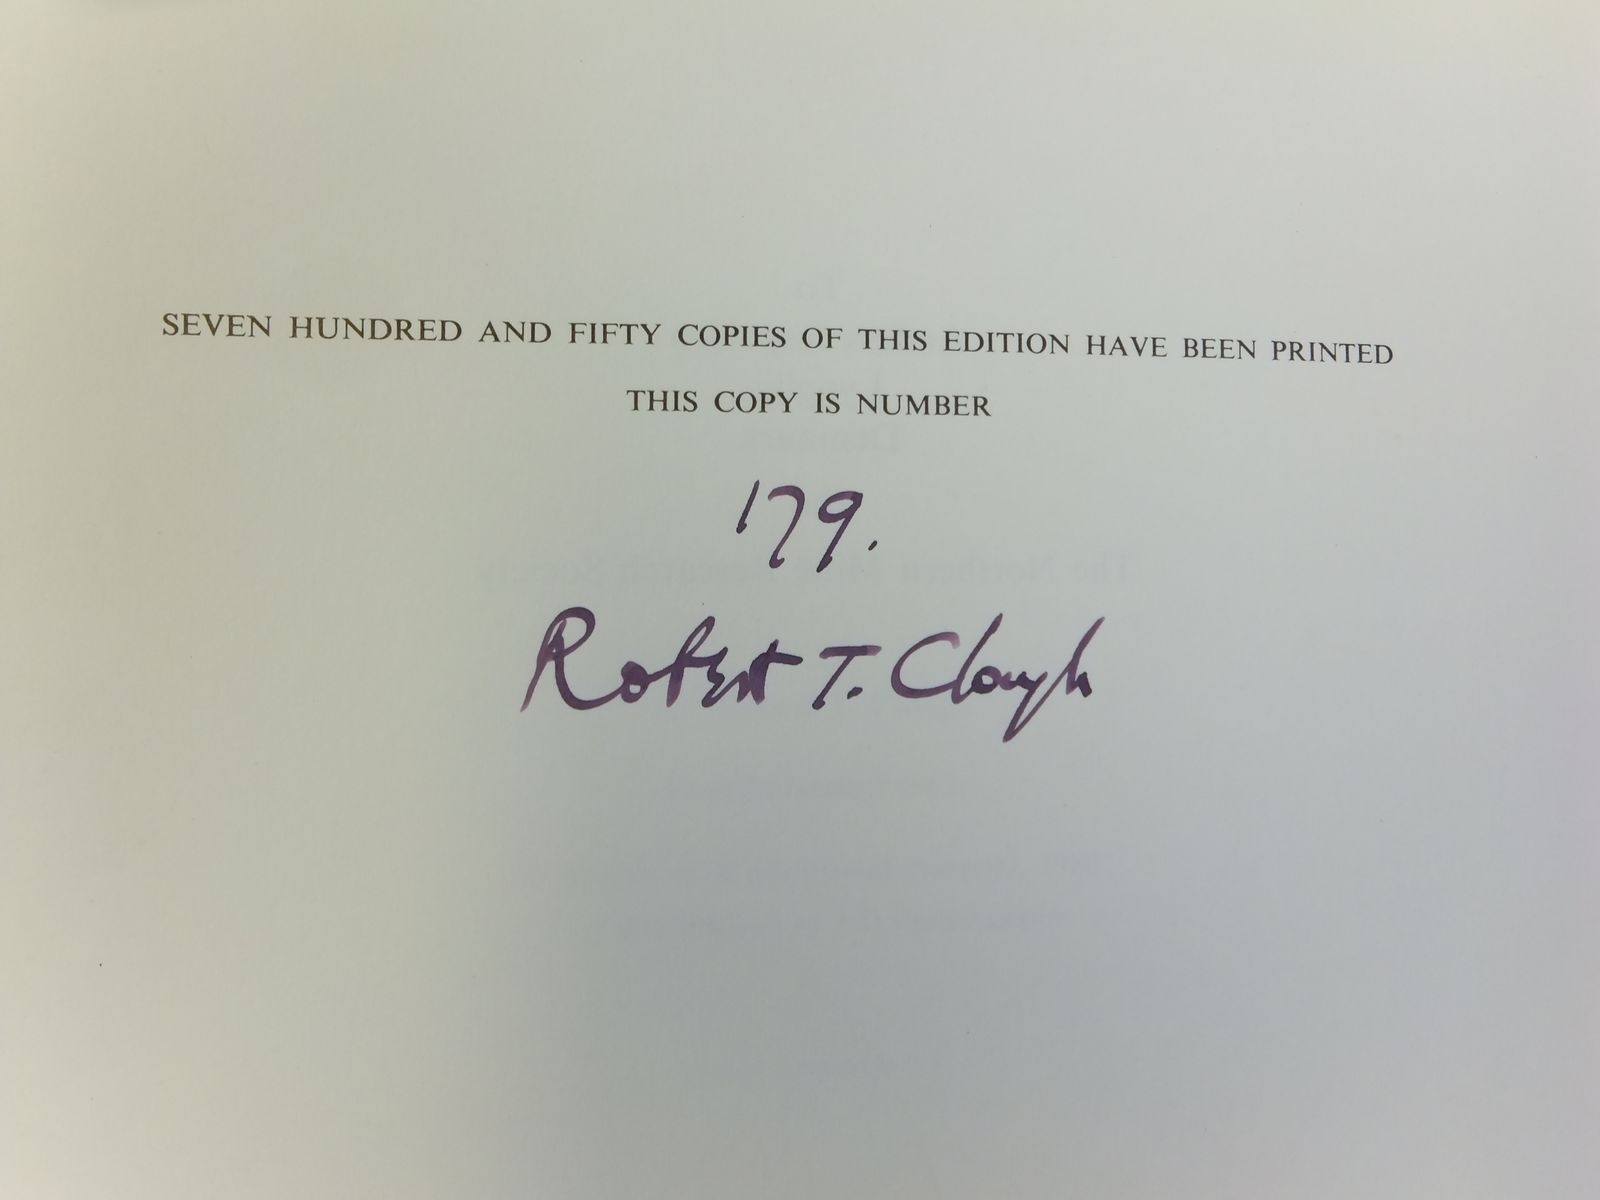 SEVEN HUNDRED AND FIFTY COPIES OF THIS EDITION HAVE BEEN PRINTED
THIS COPY IS NUMBER
179.
Robert T. Clough